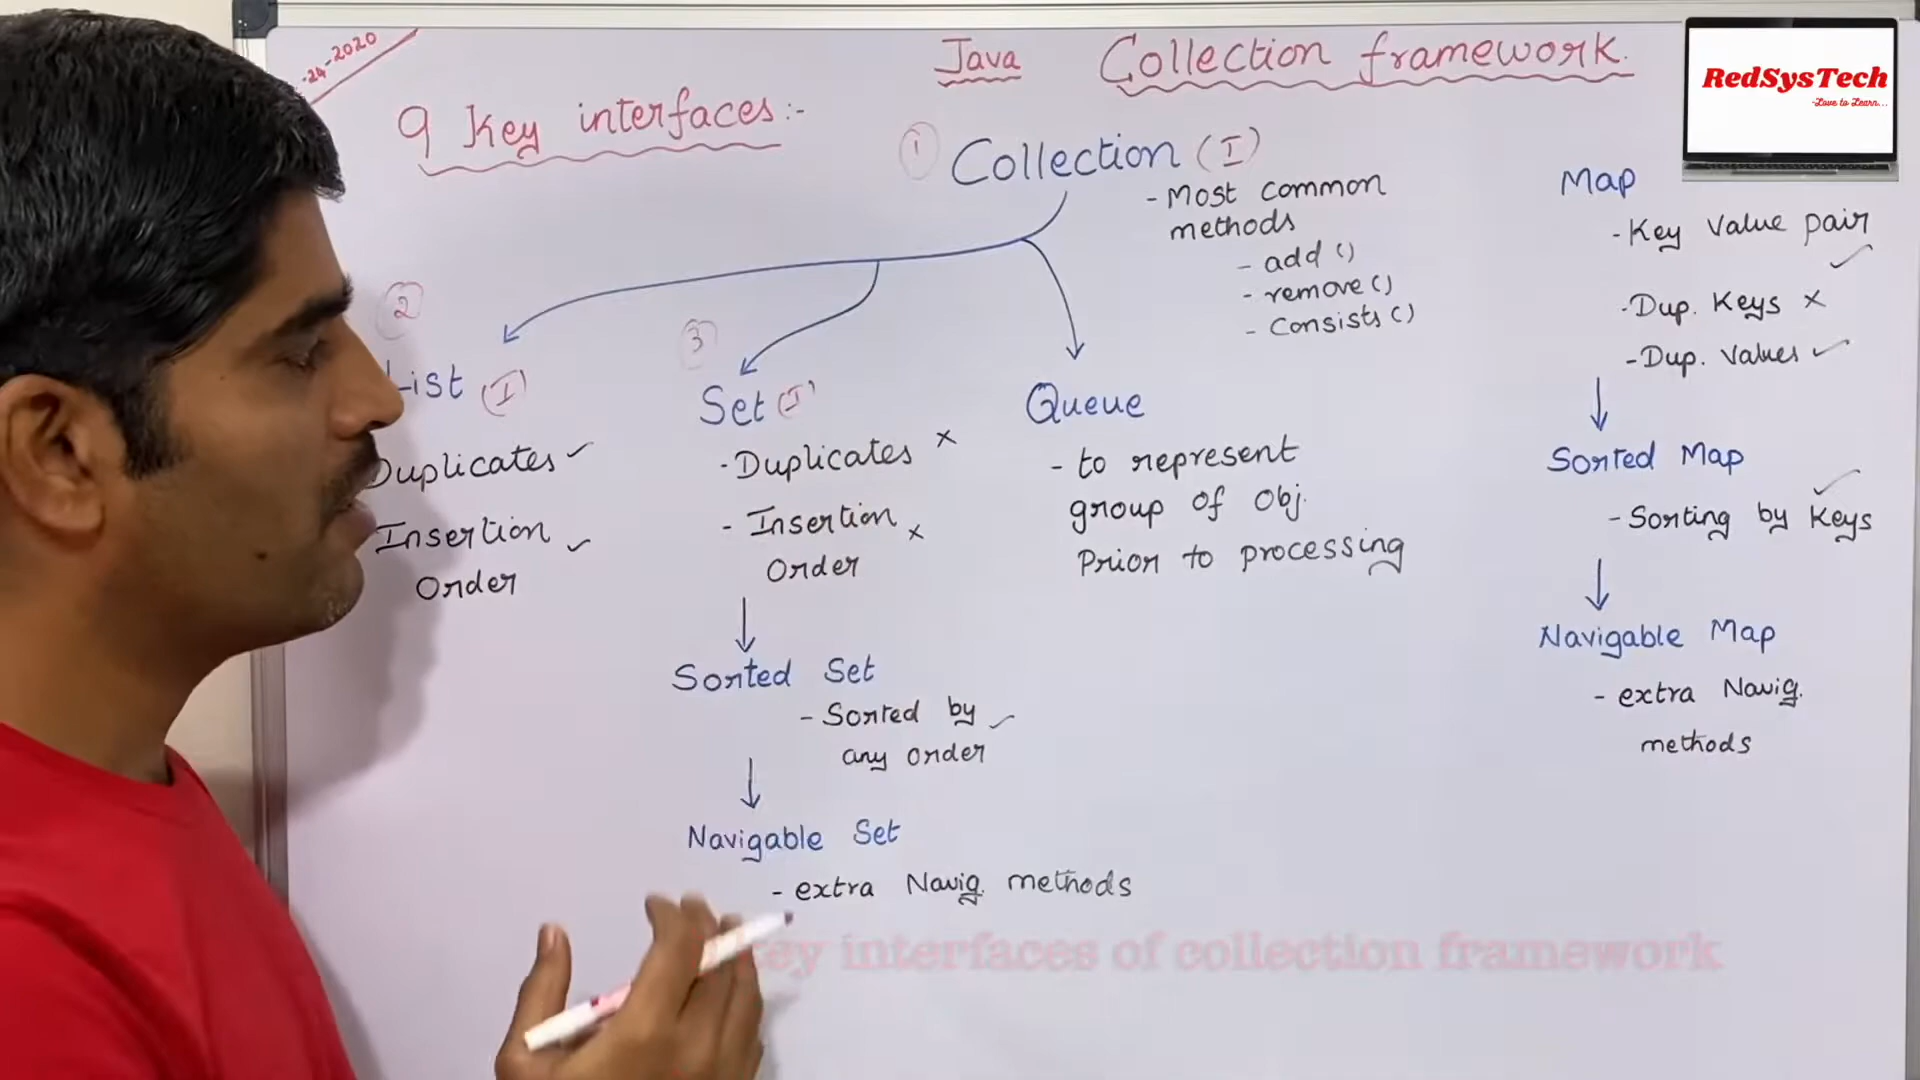 -24-2020
Java Collection framework.
RedSysTech
-Love to Learn...
9 Key interfaces:-
1 Collection (I)
- Most common
methods
- add ()
- remove ()
- Consists ()
Map
- Key Value pair ✓
- Dup. Keys ×
- Dup. Values ✓
2
List (I)
Duplicates ✓
Insertion ✓
Order
3
Set (I)
- Duplicates ×
- Insertion ×
Order
Queue
- to represent
group of Obj.
Prior to processing
Sorted Map
- Sorting by Keys ✓
Sorted Set
- Sorted by ✓
any order
Navigable Map
- extra Navig.
methods
Navigable Set
- extra Navig. methods
key interfaces of collection framework